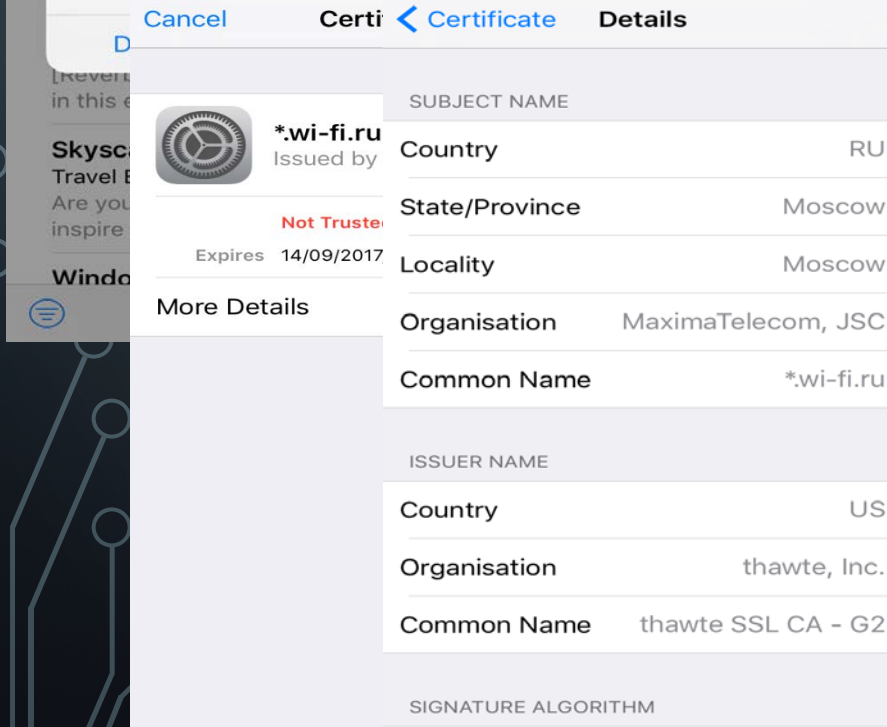 D
in this e
Skysca
Travel E
Are you
inspire
Windo
Cancel
Certi
*.wi-fi.ru
Issued by
Not Truste
Expires 14/09/2017,
More Details
Certificate Details
SUBJECT NAME
Country RU
State/Province Moscow
Locality Moscow
Organisation MaximaTelecom, JSC
Common Name *.wi-fi.ru
ISSUER NAME
Country US
Organisation thawte, Inc.
Common Name thawte SSL CA - G2
SIGNATURE ALGORITHM